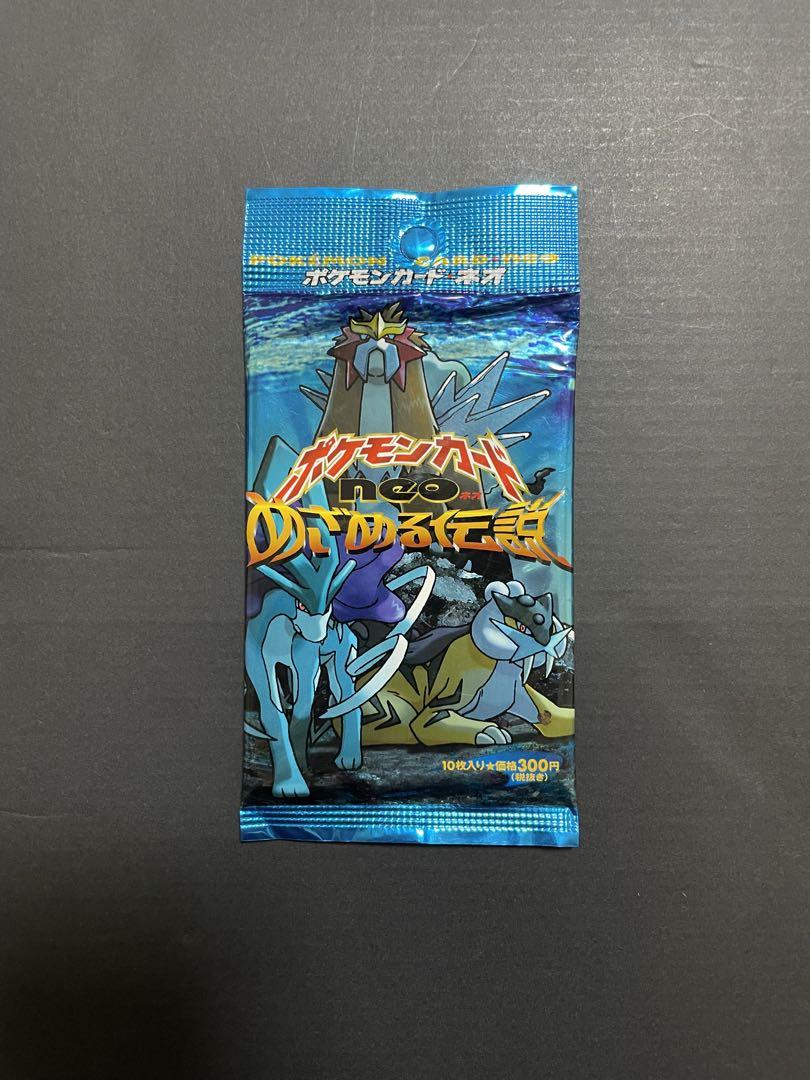 POKÉMON CARD★neo
ポケモンカード★ネオ
ポケモンカード
neo ネオ
めざめる伝説
10枚入り★価格300円
(税抜き)